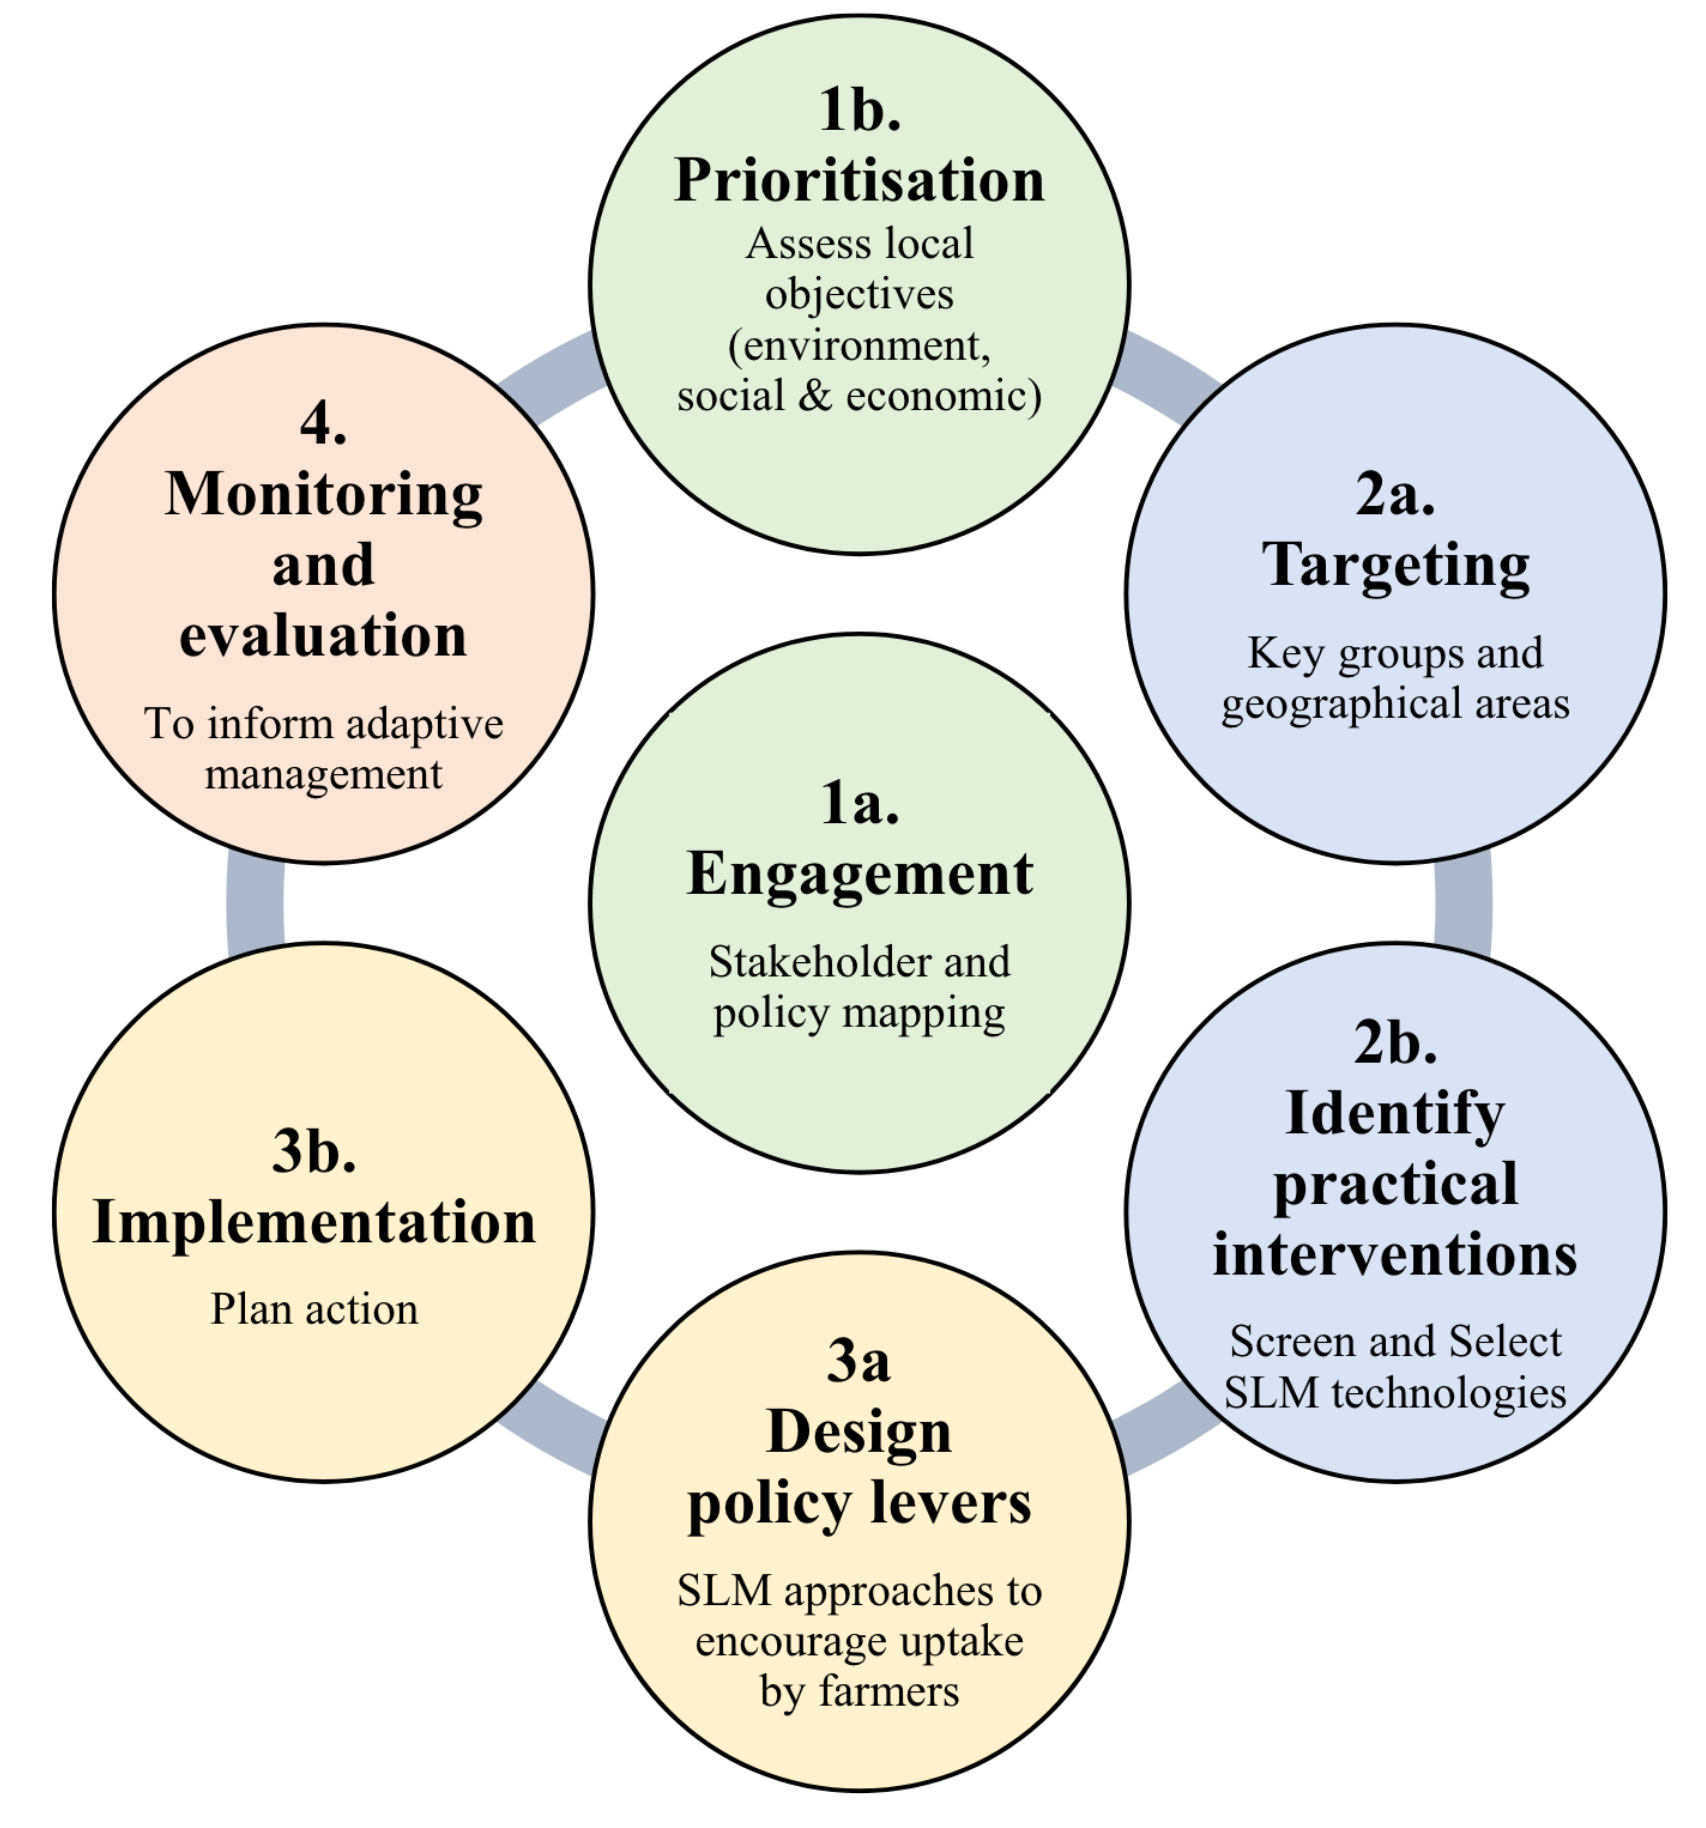 1b.
Prioritisation
Assess local
objectives
(environment,
social & economic)
2a.
Targeting
Key groups and
geographical areas
2b.
Identify
practical
interventions
Screen and Select
SLM technologies
3a
Design
policy levers
SLM approaches to
encourage uptake
by farmers
3b.
Implementation
Plan action
4.
Monitoring
and
evaluation
To inform adaptive
management
1a.
Engagement
Stakeholder and
policy mapping